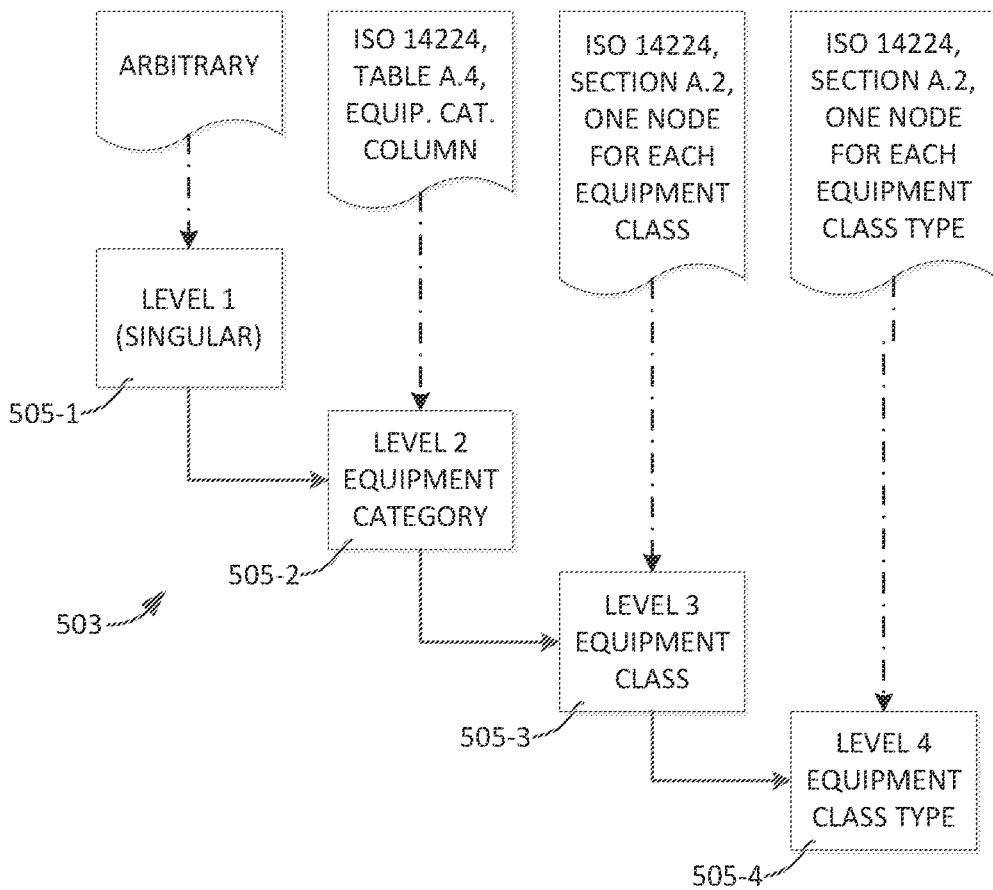 ARBITRARY
ISO 14224,
TABLE A.4,
EQUIP. CAT.
COLUMN
ISO 14224,
SECTION A.2,
ONE NODE
FOR EACH
EQUIPMENT
CLASS
ISO 14224,
SECTION A.2,
ONE NODE
FOR EACH
EQUIPMENT
CLASS TYPE
LEVEL 1
(SINGULAR)
505-1
LEVEL 2
EQUIPMENT
CATEGORY
505-2
503
LEVEL 3
EQUIPMENT
CLASS
505-3
LEVEL 4
EQUIPMENT
CLASS TYPE
505-4